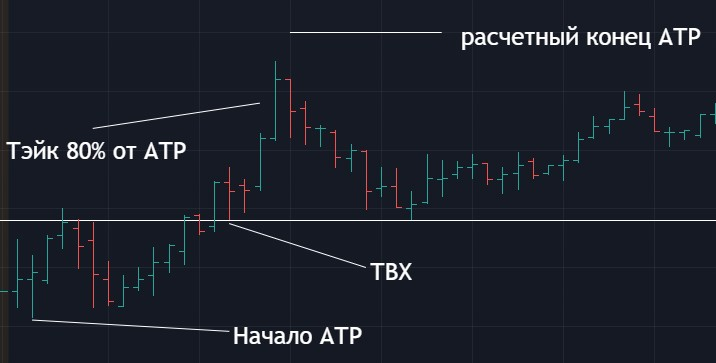 расчетный конец АТР
Тэйк 80% от АТР
ТВХ
Начало АТР